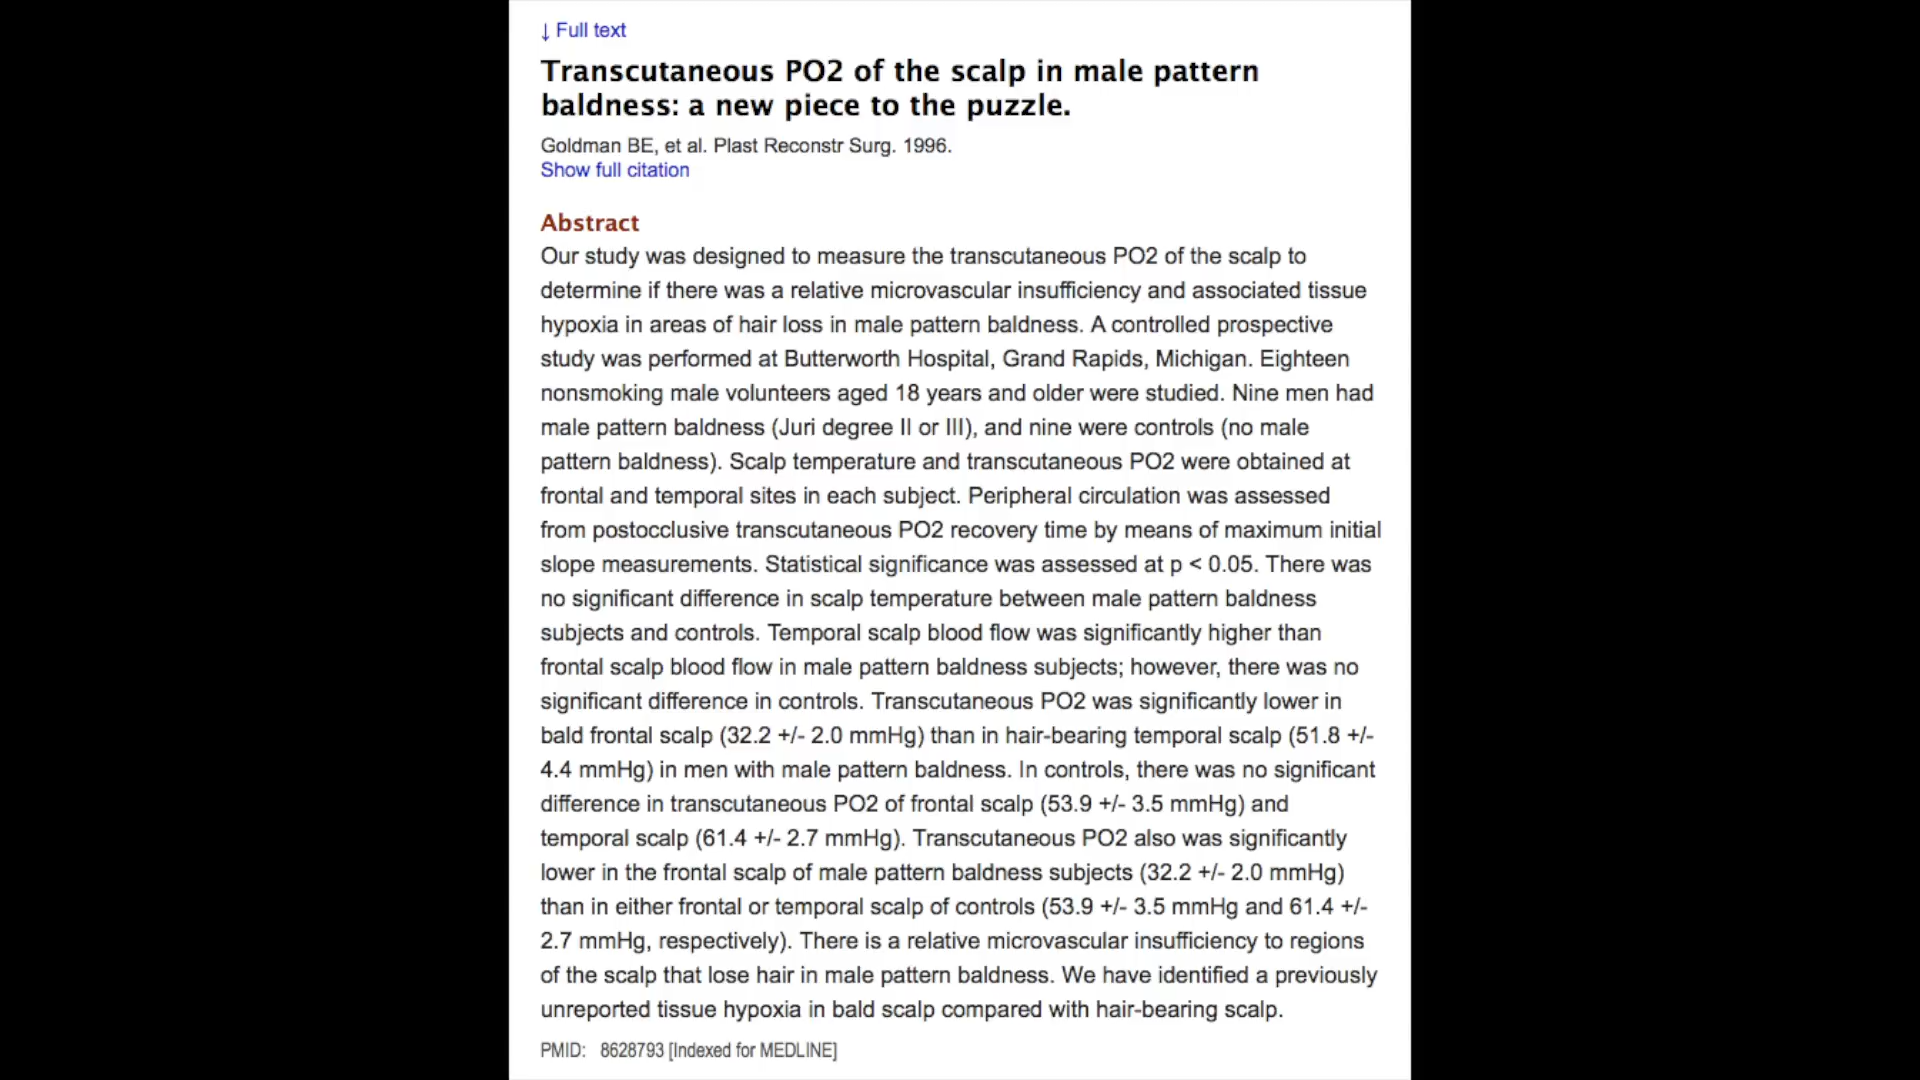 ↓ Full text
Transcutaneous PO2 of the scalp in male pattern
baldness: a new piece to the puzzle.
Goldman BE, et al. Plast Reconstr Surg. 1996.
Show full citation
Abstract
Our study was designed to measure the transcutaneous PO2 of the scalp to
determine if there was a relative microvascular insufficiency and associated tissue
hypoxia in areas of hair loss in male pattern baldness. A controlled prospective
study was performed at Butterworth Hospital, Grand Rapids, Michigan. Eighteen
nonsmoking male volunteers aged 18 years and older were studied. Nine men had
male pattern baldness (Juri degree II or III), and nine were controls (no male
pattern baldness). Scalp temperature and transcutaneous PO2 were obtained at
frontal and temporal sites in each subject. Peripheral circulation was assessed
from postocclusive transcutaneous PO2 recovery time by means of maximum initial
slope measurements. Statistical significance was assessed at p < 0.05. There was
no significant difference in scalp temperature between male pattern baldness
subjects and controls. Temporal scalp blood flow was significantly higher than
frontal scalp blood flow in male pattern baldness subjects; however, there was no
significant difference in controls. Transcutaneous PO2 was significantly lower in
bald frontal scalp (32.2 +/- 2.0 mmHg) than in hair-bearing temporal scalp (51.8 +/-
4.4 mmHg) in men with male pattern baldness. In controls, there was no significant
difference in transcutaneous PO2 of frontal scalp (53.9 +/- 3.5 mmHg) and
temporal scalp (61.4 +/- 2.7 mmHg). Transcutaneous PO2 also was significantly
lower in the frontal scalp of male pattern baldness subjects (32.2 +/- 2.0 mmHg)
than in either frontal or temporal scalp of controls (53.9 +/- 3.5 mmHg and 61.4 +/-
2.7 mmHg, respectively). There is a relative microvascular insufficiency to regions
of the scalp that lose hair in male pattern baldness. We have identified a previously
unreported tissue hypoxia in bald scalp compared with hair-bearing scalp.
PMID: 8628793 [Indexed for MEDLINE]